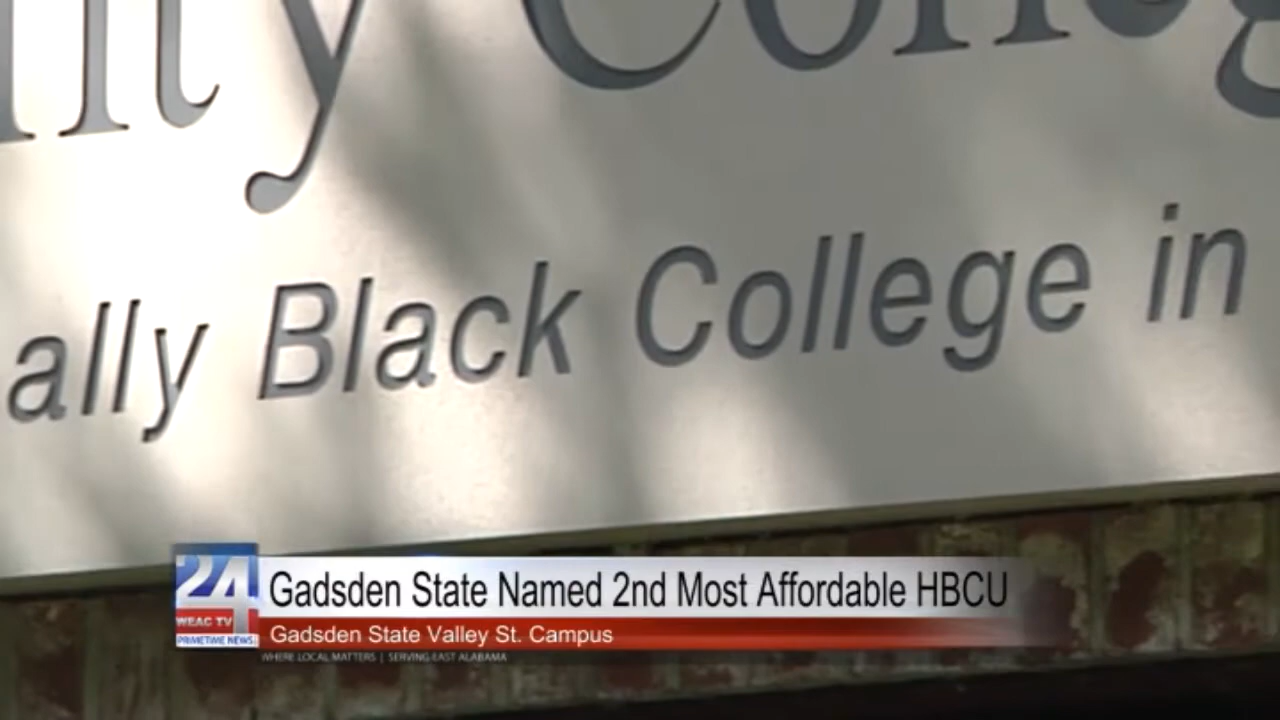 ity Colleg
ally Black College in
24
WEAC TV
PRIMETIME NEWS
Gadsden State Named 2nd Most Affordable HBCU
Gadsden State Valley St. Campus
WHERE LOCAL MATTERS | SERVING EAST ALABAMA